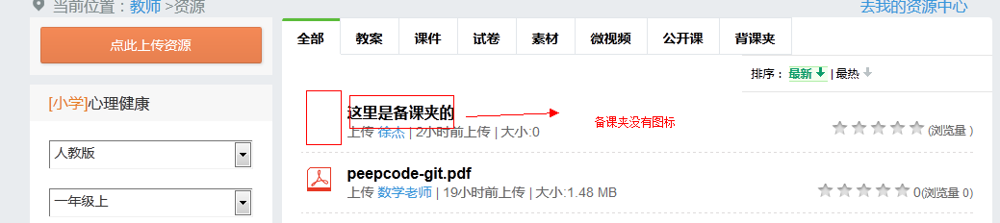 当前位置：教师 >资源
去我的资源中心
点此上传资源
全部 教案 课件 试卷 素材 微视频 公开课 背课夹
排序： 最新 | 最热
[小学]心理健康
这里是备课夹的
备课夹没有图标
上传 徐杰 | 2小时前上传 | 大小:0
(浏览量 )
人教版
peepcode-git.pdf
上传 数学老师 | 19小时前上传 | 大小:1.48 MB
0(浏览量 0)
一年级上